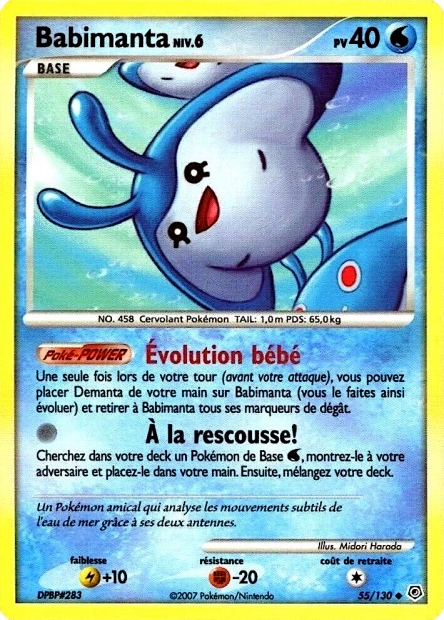 Babimanta NIV.6 PV 40
BASE
NO. 458 Cervolant Pokémon TAIL: 1,0 m PDS: 65,0 kg
Poké-POWER Évolution bébé
Une seule fois lors de votre tour (avant votre attaque), vous pouvez
placer Demanta de votre main sur Babimanta (vous le faites ainsi
évoluer) et retirer à Babimanta tous ses marqueurs de dégât.
À la rescousse!
Cherchez dans votre deck un Pokémon de Base , montrez-le à votre
adversaire et placez-le dans votre main. Ensuite, mélangez votre deck.
Un Pokémon amical qui analyse les mouvements subtils de
l'eau de mer grâce à ses deux antennes.
Illus. Midori Harada
faiblesse résistance coût de retraite
+10 -20
DPBP#283 ©2007 Pokémon/Nintendo 55/130